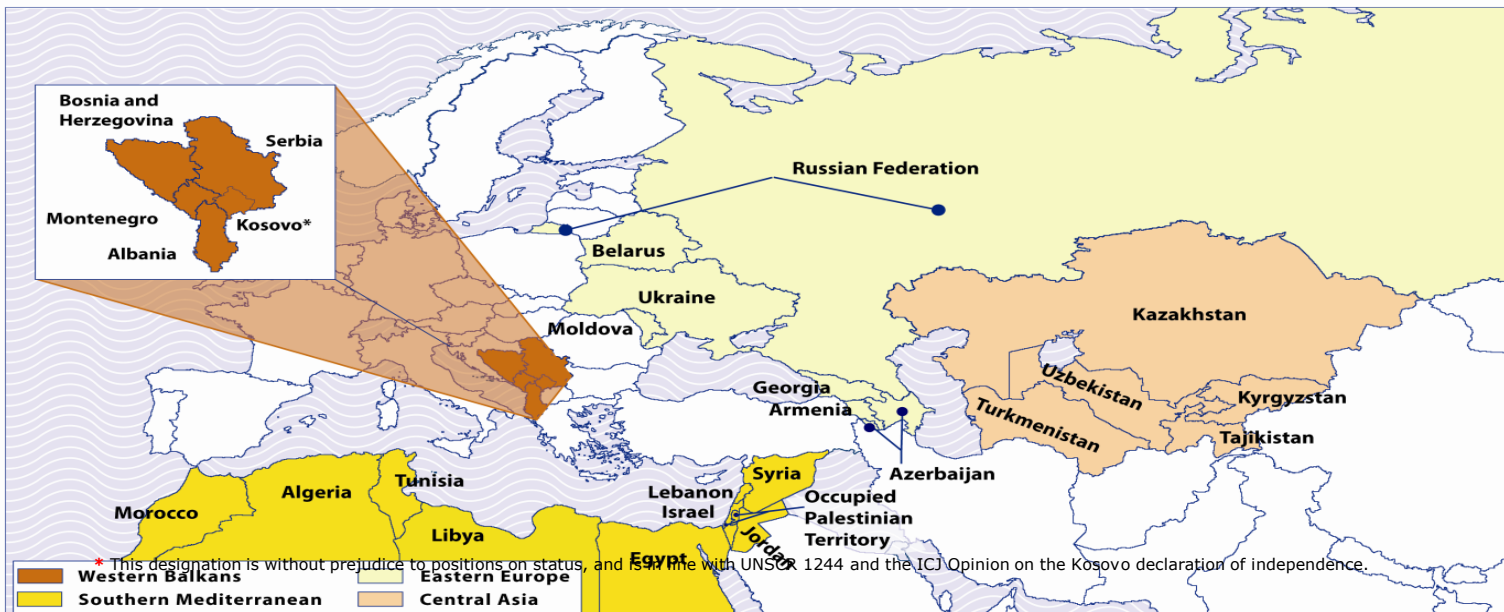 Bosnia and
Herzegovina
Serbia
Montenegro
Kosovo*
Albania
Russian Federation
Belarus
Ukraine
Moldova
Kazakhstan
Georgia
Armenia
Uzbekistan
Turkmenistan
Kyrgyzstan
Tajikistan
Azerbaijan
Morocco
Algeria
Tunisia
Libya
Egypt
Syria
Lebanon
Israel
Jordan
Occupied
Palestinian
Territory
* This designation is without prejudice to positions on status, and is in line with UNSCR 1244 and the ICJ Opinion on the Kosovo declaration of independence.
Western Balkans
Eastern Europe
Southern Mediterranean
Central Asia